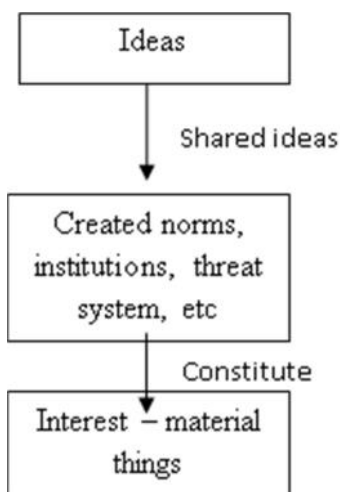 Ideas
Shared ideas
Created norms,
institutions, threat
system, etc
Constitute
Interest – material
things